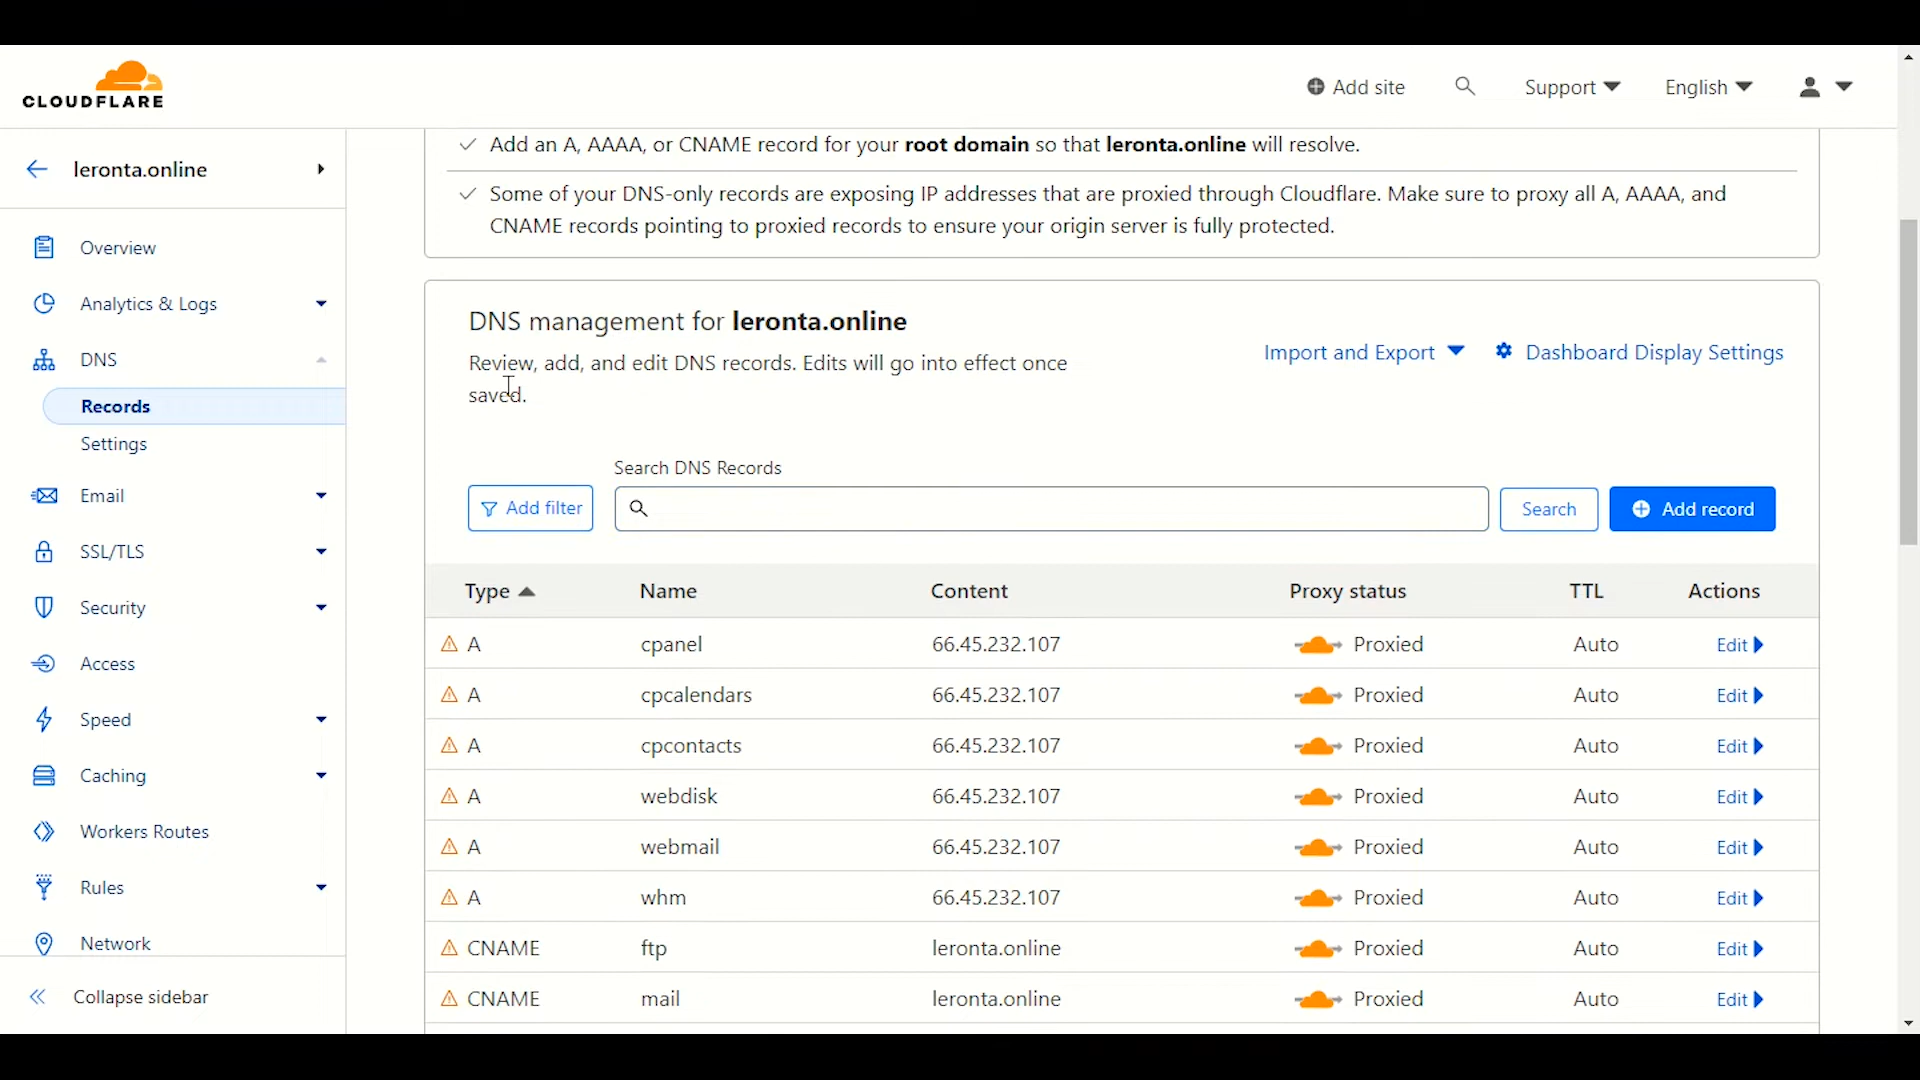 CLOUDFLARE
Add site
Support
English
leronta.online
Overview
Analytics & Logs
DNS
Records
Settings
Email
SSL/TLS
Security
Access
Speed
Caching
Workers Routes
Rules
Network
Collapse sidebar
Add an A, AAAA, or CNAME record for your root domain so that leronta.online will resolve.
Some of your DNS-only records are exposing IP addresses that are proxied through Cloudflare. Make sure to proxy all A, AAAA, and
CNAME records pointing to proxied records to ensure your origin server is fully protected.
DNS management for leronta.online
Review, add, and edit DNS records. Edits will go into effect once
saved.
Import and Export
Dashboard Display Settings
Search DNS Records
Add filter
Search
Add record
Type Name Content Proxy status TTL Actions
A cpanel 66.45.232.107 Proxied Auto Edit
A cpcalendars 66.45.232.107 Proxied Auto Edit
A cpcontacts 66.45.232.107 Proxied Auto Edit
A webdisk 66.45.232.107 Proxied Auto Edit
A webmail 66.45.232.107 Proxied Auto Edit
A whm 66.45.232.107 Proxied Auto Edit
CNAME ftp leronta.online Proxied Auto Edit
CNAME mail leronta.online Proxied Auto Edit